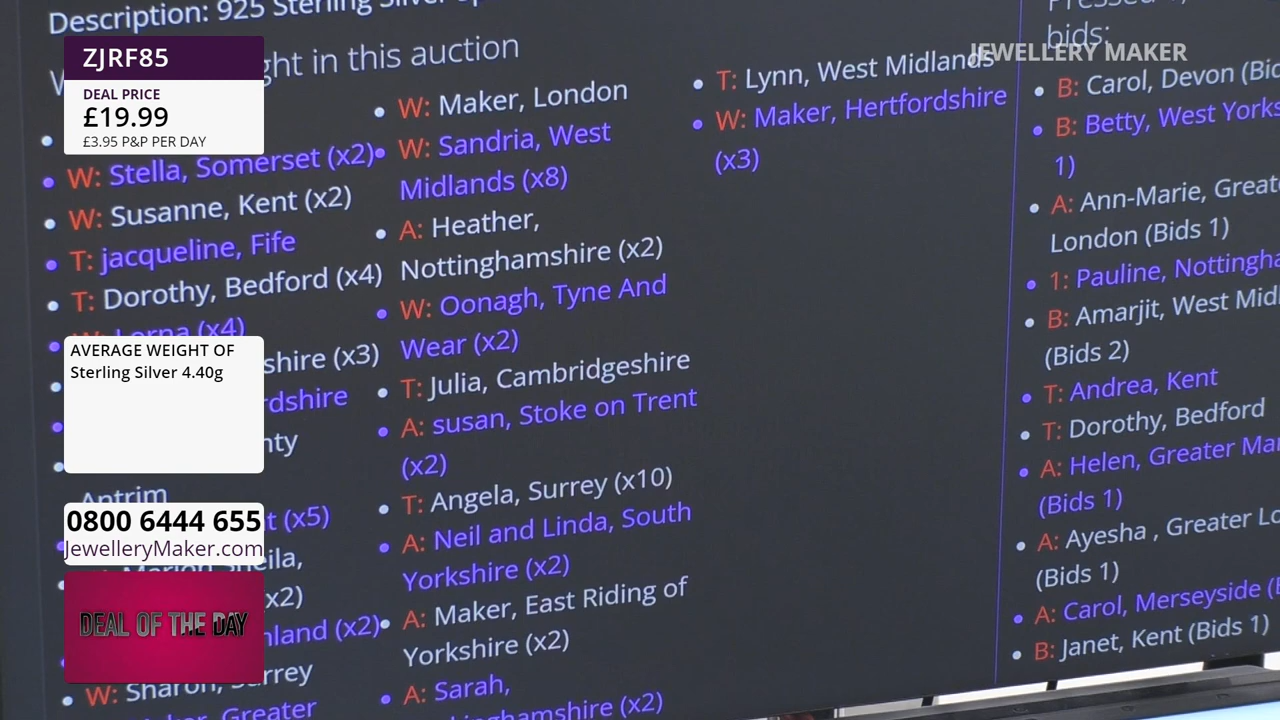 Description: 925 Sterling Silver
ght in this auction
ZJRF85
DEAL PRICE
£19.99
£3.95 P&P PER DAY
W: Stella, Somerset (x2)
W: Susanne, Kent (x2)
T: jacqueline, Fife
T: Dorothy, Bedford (x4)
W: Lorna (x4)
shire (x3)
rdshire
nty
Antrim
t (x5)
x2)
nland (x2)
W: Sharon, Surrey
Greater
AVERAGE WEIGHT OF
Sterling Silver 4.40g
0800 6444 655
JewelleryMaker.com
DEAL OF THE DAY
W: Maker, London
W: Sandria, West
Midlands (x8)
A: Heather,
Nottinghamshire (x2)
W: Oonagh, Tyne And
Wear (x2)
T: Julia, Cambridgeshire
A: susan, Stoke on Trent
(x2)
T: Angela, Surrey (x10)
A: Neil and Linda, South
Yorkshire (x2)
A: Maker, East Riding of
Yorkshire (x2)
A: Sarah,
inghamshire (x2)
T: Lynn, West Midlands
W: Maker, Hertfordshire
(x3)
JEWELLERY MAKER
bids:
B: Carol, Devon (Bid
B: Betty, West Yorks
1)
A: Ann-Marie, Greate
London (Bids 1)
1: Pauline, Nottingha
B: Amarjit, West Midl
(Bids 2)
T: Andrea, Kent
T: Dorothy, Bedford
A: Helen, Greater Man
(Bids 1)
A: Ayesha , Greater Lo
(Bids 1)
A: Carol, Merseyside (B
B: Janet, Kent (Bids 1)